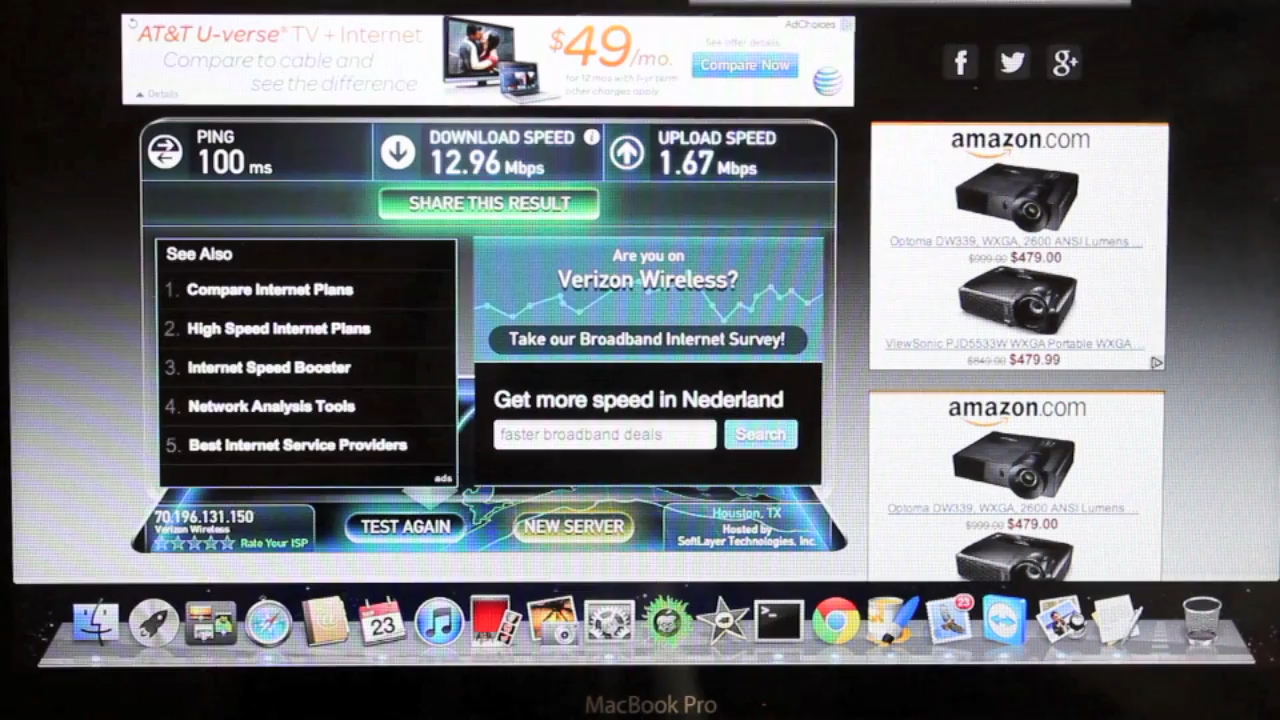 AT&T U-verse® TV + Internet
Compare to cable and
see the difference
Details
$49/mo.
for 12 mos with 1-yr term
other charges apply
AdChoices
See offer details
Compare Now
f
g+
PING
100 ms
DOWNLOAD SPEED
12.96 Mbps
UPLOAD SPEED
1.67 Mbps
SHARE THIS RESULT
See Also
1. Compare Internet Plans
2. High Speed Internet Plans
3. Internet Speed Booster
4. Network Analysis Tools
5. Best Internet Service Providers
ads
Are you on
Verizon Wireless?
Take our Broadband Internet Survey!
Get more speed in Nederland
faster broadband deals
Search
70.196.131.150
Verizon Wireless
Rate Your ISP
TEST AGAIN
NEW SERVER
Houston, TX
Hosted by
SoftLayer Technologies, Inc.
amazon.com
Optoma DW339, WXGA, 2600 ANSI Lumens ...
$999.00 $479.00
ViewSonic PJD5533W WXGA Portable WXGA ...
$849.00 $479.99
amazon.com
Optoma DW339, WXGA, 2600 ANSI Lumens ...
$999.00 $479.00
23
23
MacBook Pro